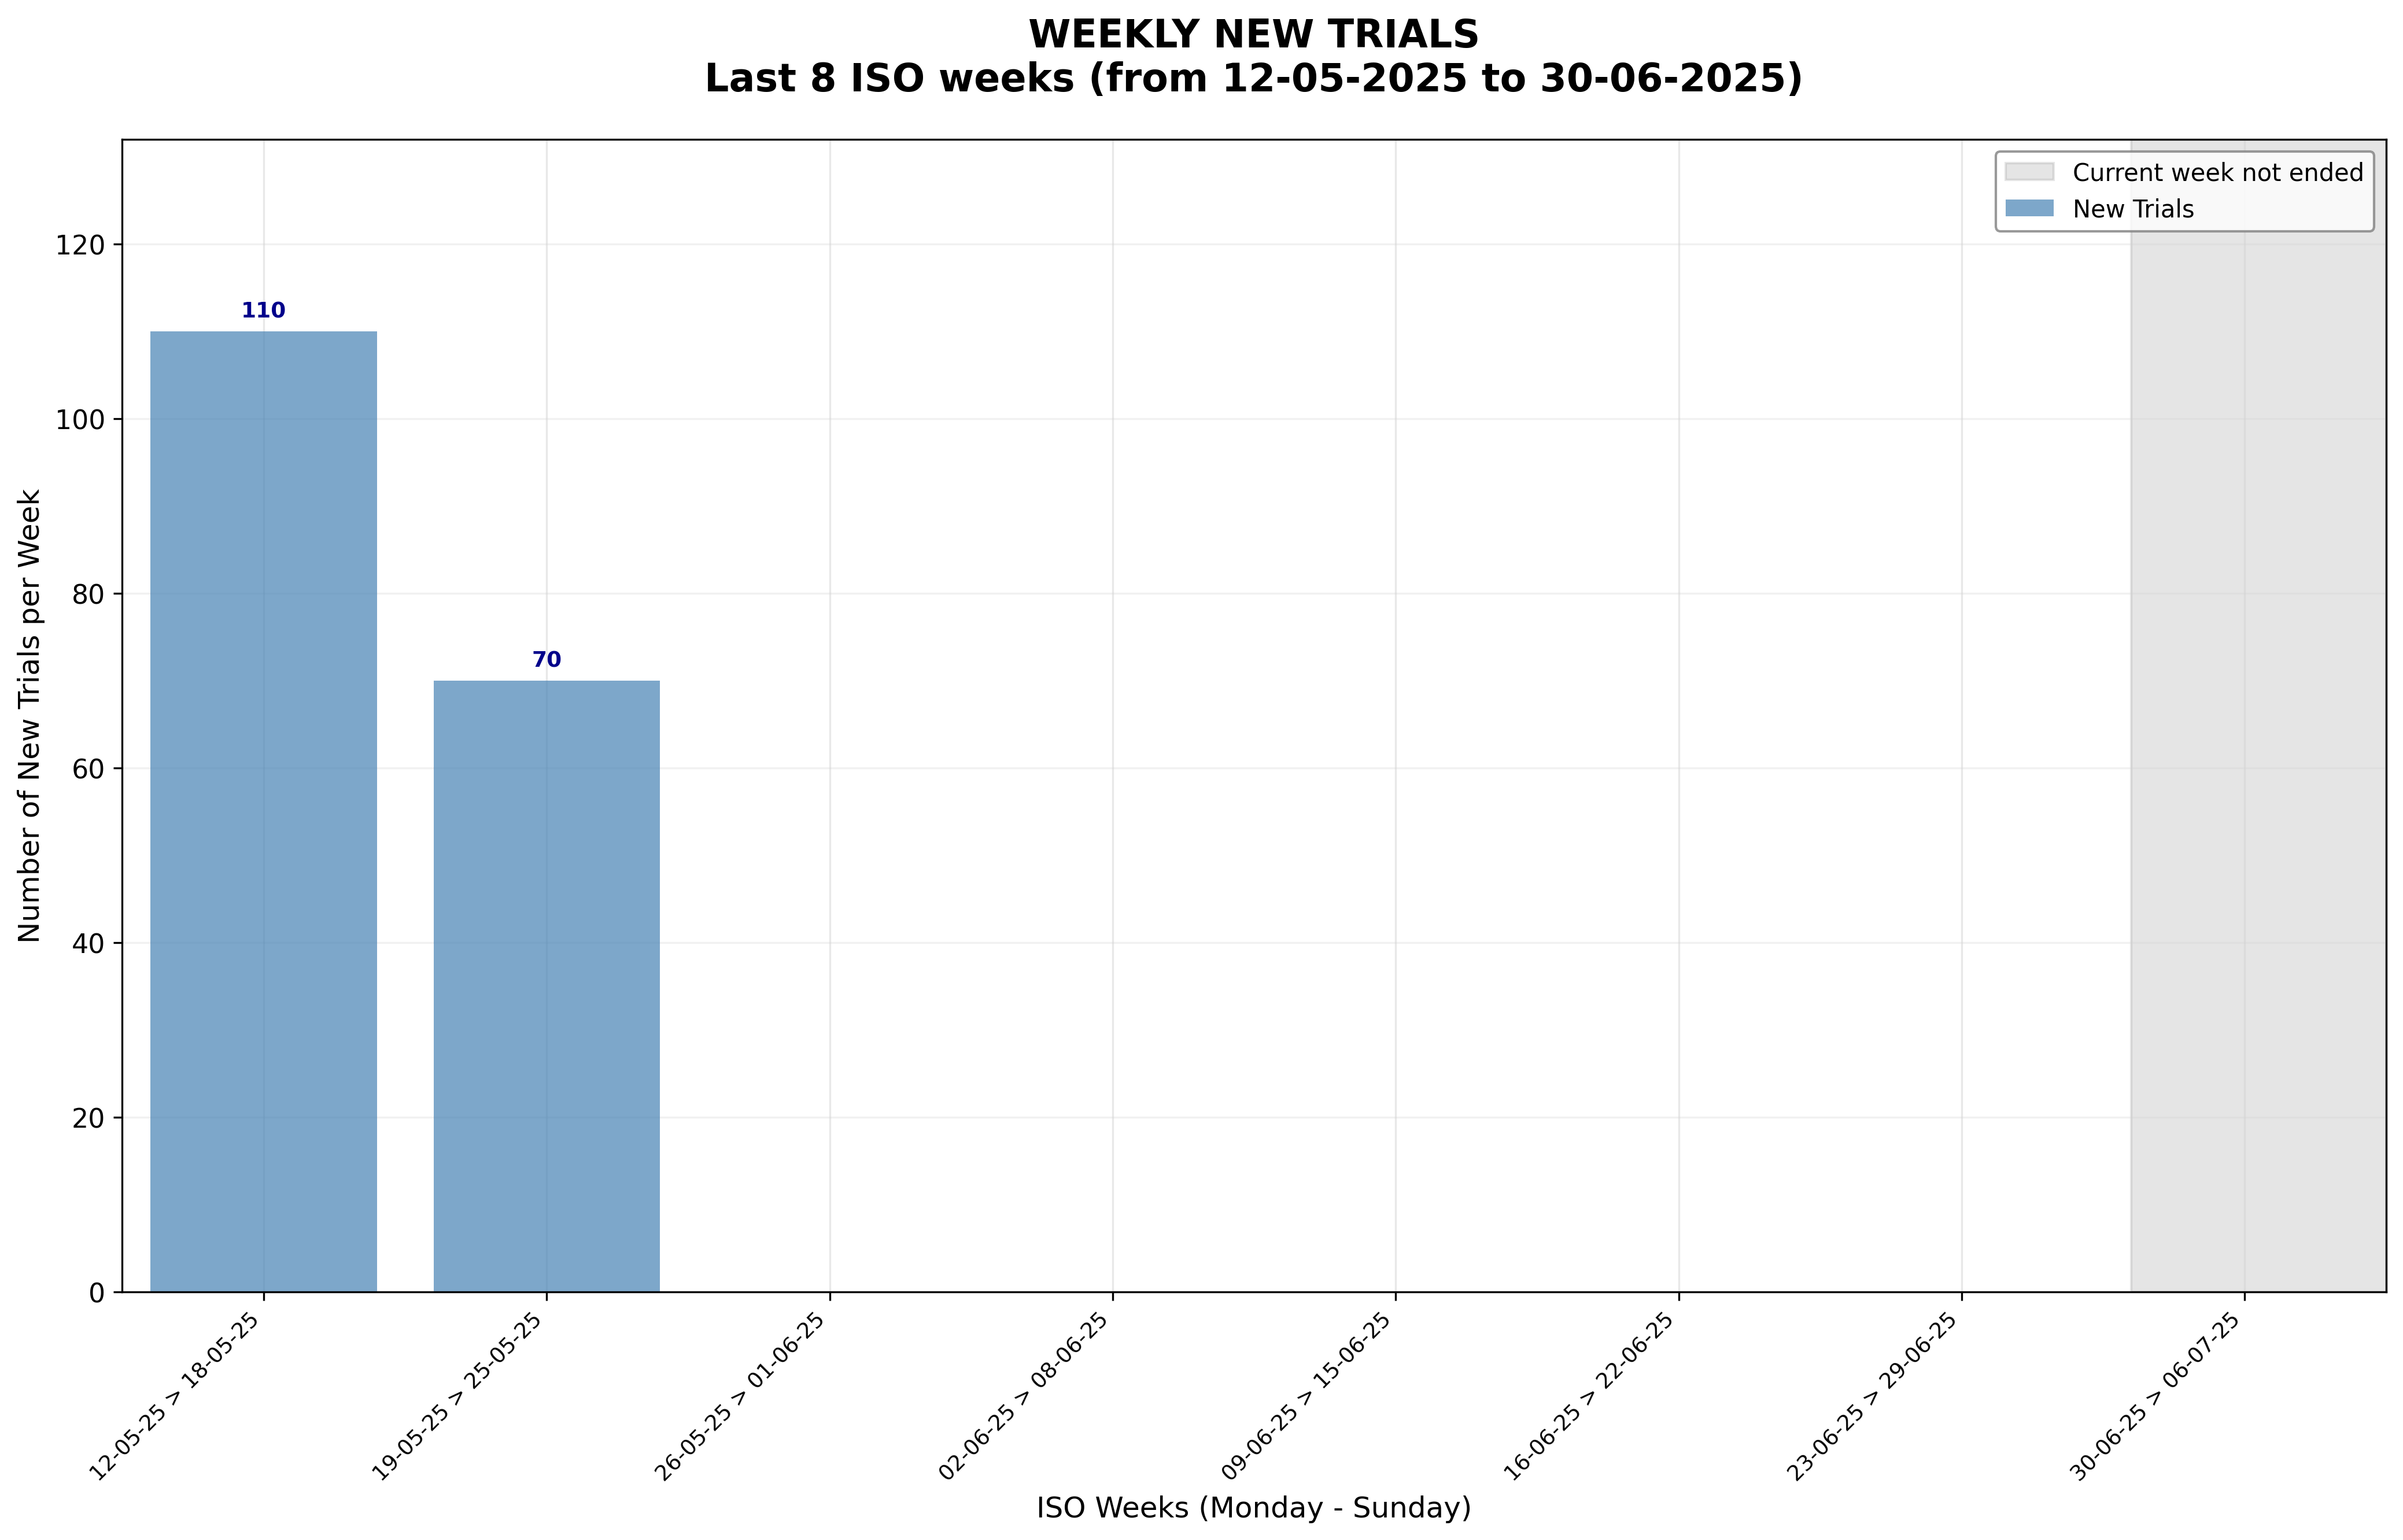 WEEKLY NEW TRIALS
Last 8 ISO weeks (from 12-05-2025 to 30-06-2025)
Current week not ended
New Trials
Number of New Trials per Week
120
100
80
60
40
20
0
110
70
12-05-25 > 18-05-25
19-05-25 > 25-05-25
26-05-25 > 01-06-25
02-06-25 > 08-06-25
09-06-25 > 15-06-25
16-06-25 > 22-06-25
23-06-25 > 29-06-25
30-06-25 > 06-07-25
ISO Weeks (Monday - Sunday)